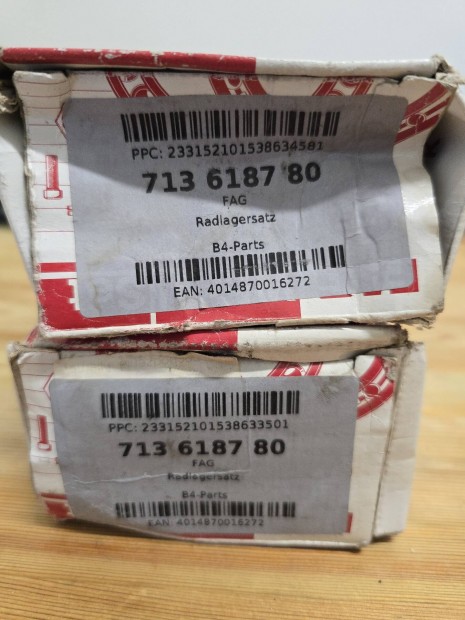 PPC: 233152101538634581
713 6187 80
FAG
Radlagersatz
B4-Parts
EAN: 4014870016272
PPC: 233152101538633501
713 6187 80
FAG
Radlagersatz
B4-Parts
EAN: 4014870016272